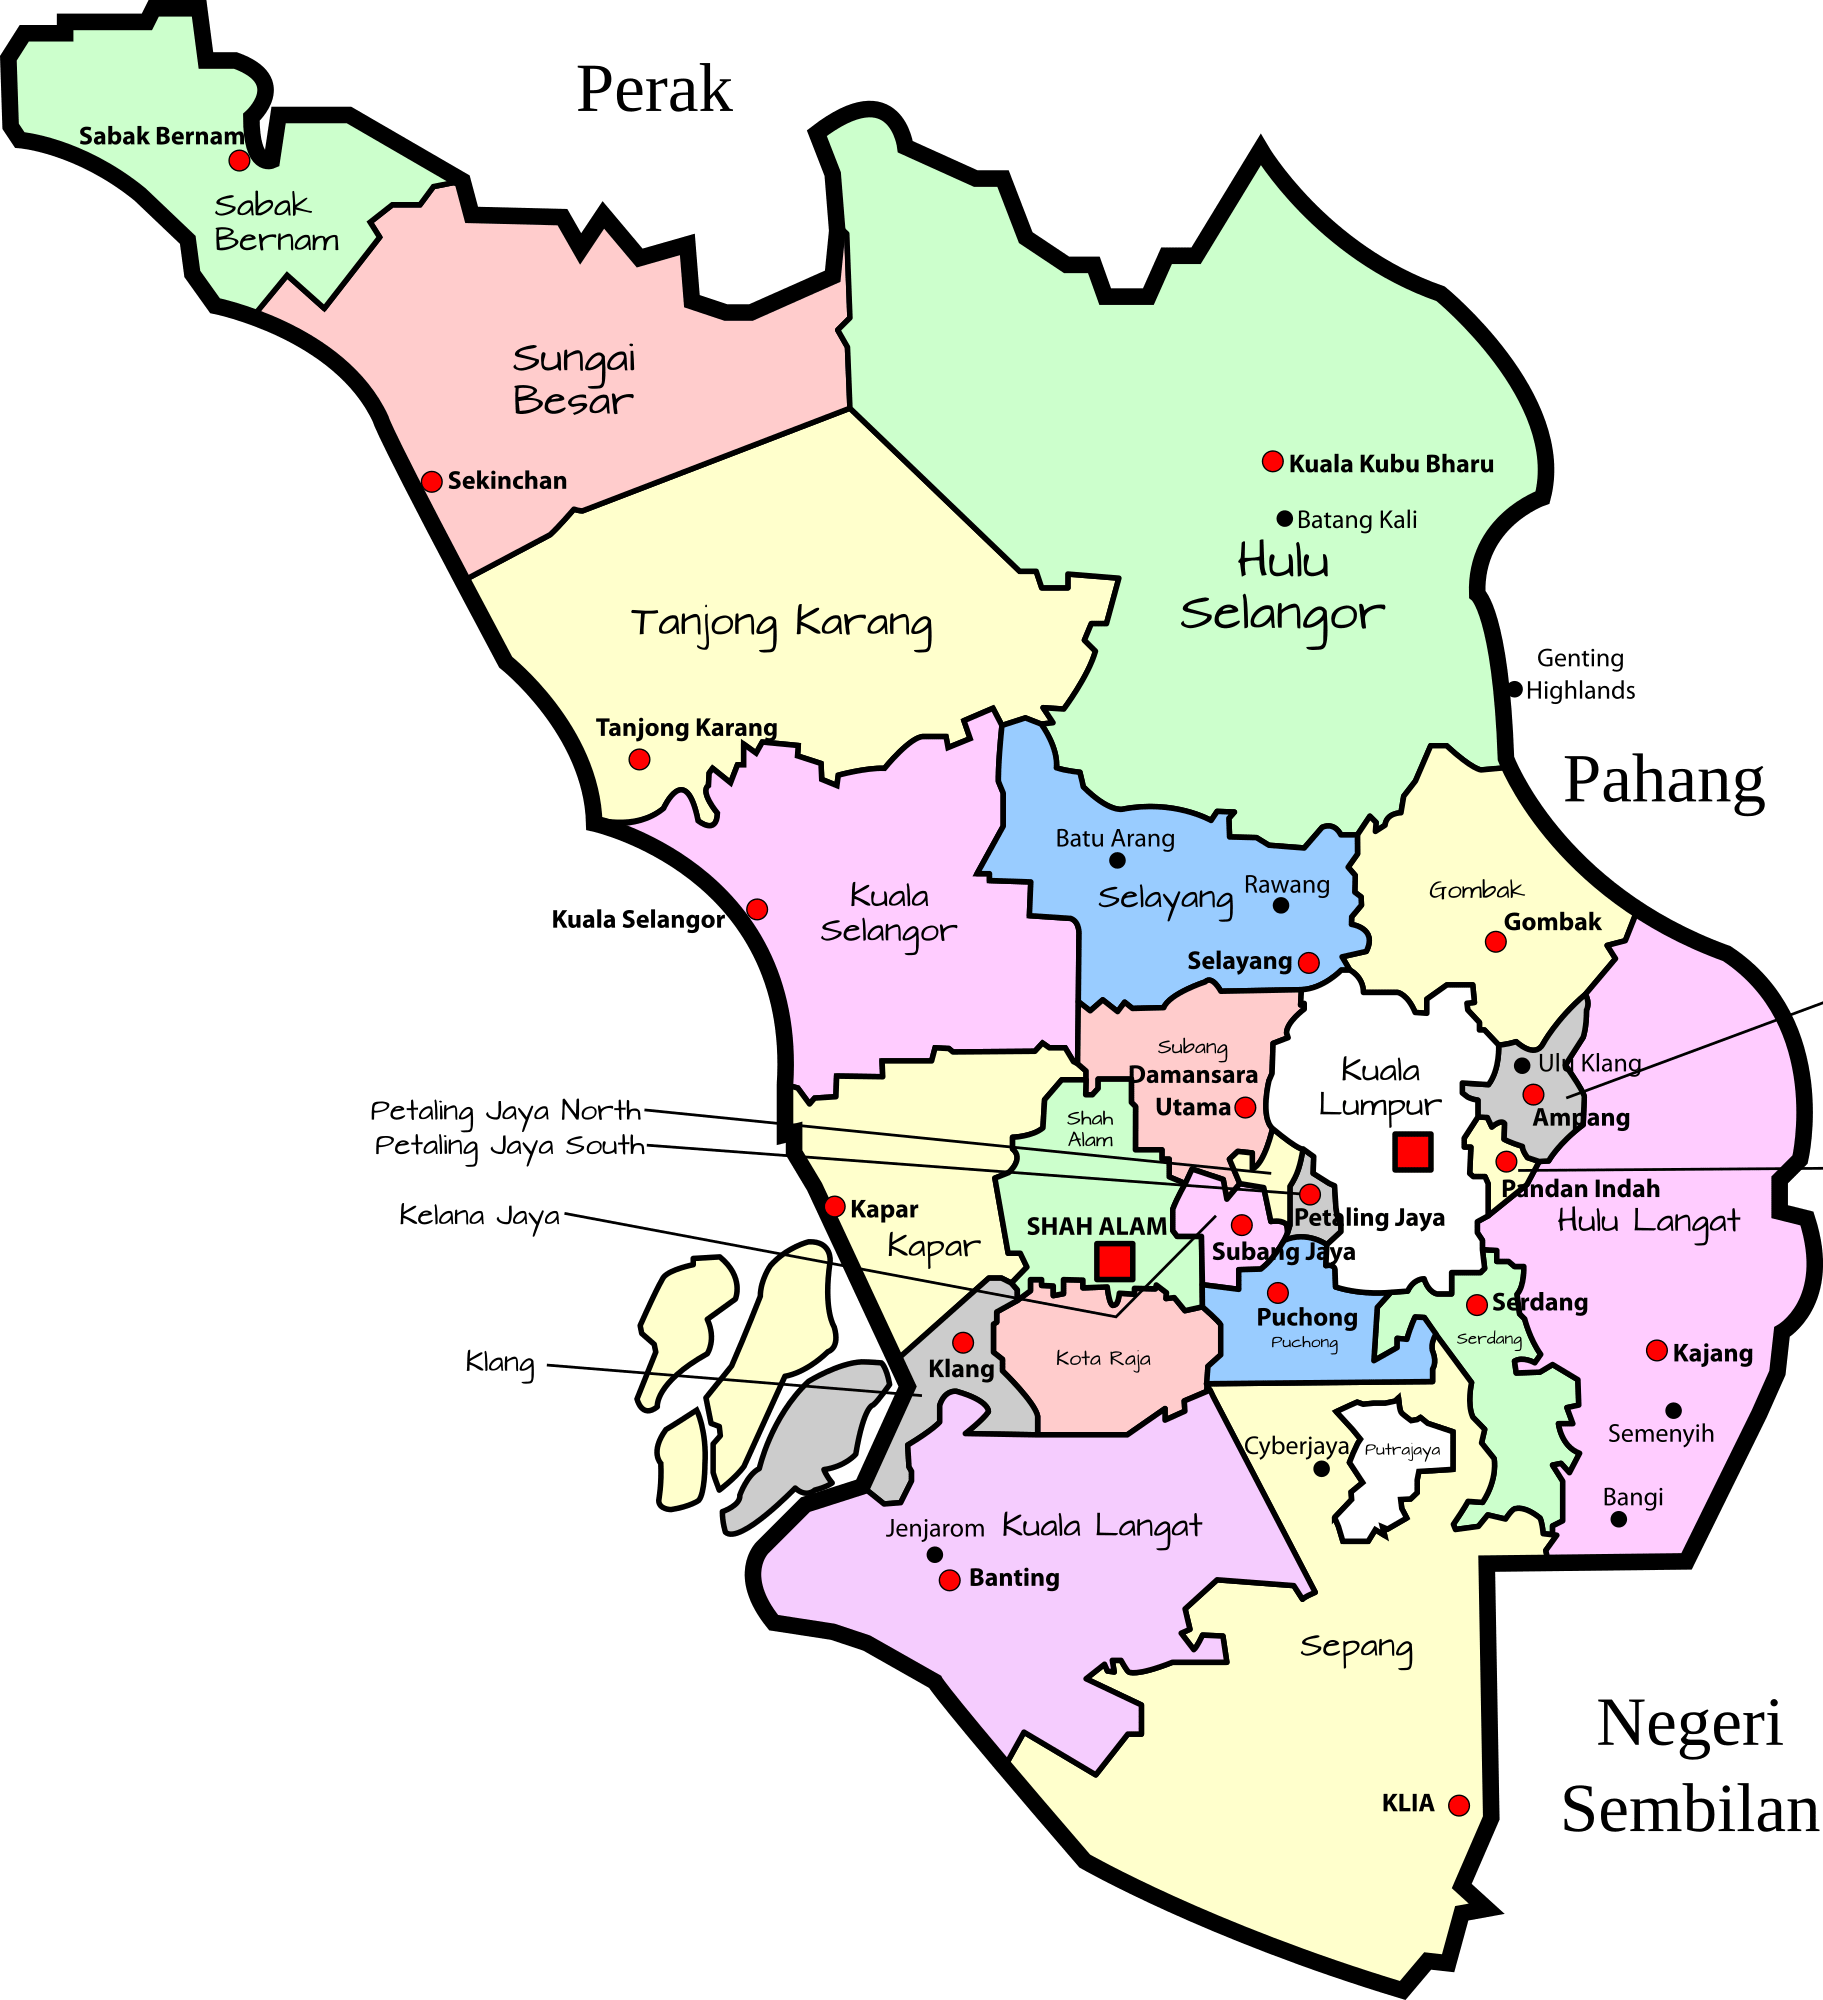 Perak
Sabak Bernam
Sabak
Bernam
Sungai
Besar
Sekinchan
Kuala Kubu Bharu
Batang Kali
Hulu
Selangor
Tanjong Karang
Genting
Highlands
Tanjong Karang
Pahang
Batu Arang
Selayang
Rawang
Kuala
Selangor
Kuala Selangor
Gombak
Gombak
Selayang
Subang
Damansara
Utama
Kuala
Lumpur
Ulu Klang
Ampang
Petaling Jaya North
Petaling Jaya South
Shah
Alam
Pandan Indah
Hulu Langat
Kelana Jaya
Kapar
Kapar
SHAH ALAM
Petaling Jaya
Subang Jaya
Puchong
Puchong
Serdang
Serdang
Kajang
Klang
Klang
Kota Raja
Cyberjaya
Putrajaya
Semenyih
Bangi
Jenjarom
Kuala Langat
Banting
Sepang
Negeri
Sembilan
KLIA